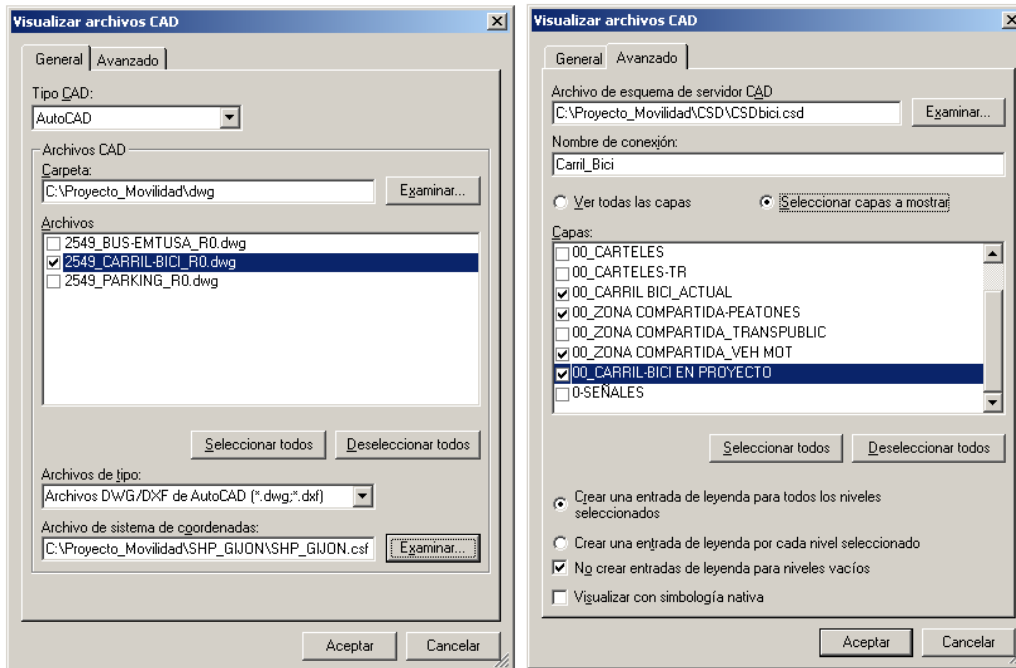 Visualizar archivos CAD
General Avanzado
Tipo CAD:
AutoCAD
Archivos CAD
Carpeta:
C:\Proyecto_Movilidad\dwg Examinar...
Archivos
2549_BUS-EMTUSA_R0.dwg
2549_CARRIL-BICI_R0.dwg
2549_PARKING_R0.dwg
Seleccionar todos Deseleccionar todos
Archivos de tipo:
Archivos DWG/DXF de AutoCAD (*.dwg;*.dxf)
Archivo de sistema de coordenadas:
C:\Proyecto_Movilidad\SHP_GIJON\SHP_GIJON.csf Examinar...
Aceptar Cancelar
Visualizar archivos CAD
General Avanzado
Archivo de esquema de servidor CAD
C:\Proyecto_Movilidad\CSD\CSDbici.csd Examinar...
Nombre de conexión:
Carril_Bici
Ver todas las capas Seleccionar capas a mostrar
Capas:
00_CARTELES
00_CARTELES-TR
00_CARRIL BICI_ACTUAL
00_ZONA COMPARTIDA-PEATONES
00_ZONA COMPARTIDA_TRANSPUBLIC
00_ZONA COMPARTIDA_VEH MOT
00_CARRIL-BICI EN PROYECTO
0-SEÑALES
Seleccionar todos Deseleccionar todos
Crear una entrada de leyenda para todos los niveles
seleccionados
Crear una entrada de leyenda por cada nivel seleccionado
No crear entradas de leyenda para niveles vacíos
Visualizar con simbología nativa
Aceptar Cancelar